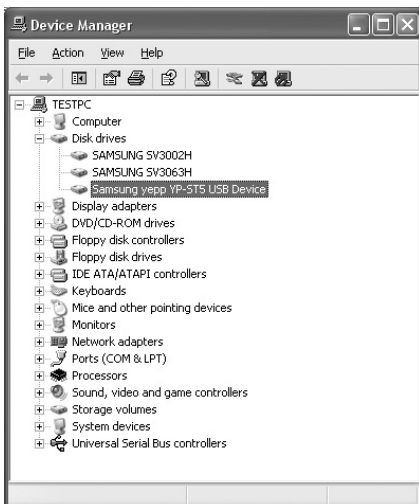 Device Manager
File Action View Help
TESTPC
Computer
Disk drives
SAMSUNG SV3002H
SAMSUNG SV3063H
Samsung yepp YP-ST5 USB Device
Display adapters
DVD/CD-ROM drives
Floppy disk controllers
Floppy disk drives
IDE ATA/ATAPI controllers
Keyboards
Mice and other pointing devices
Monitors
Network adapters
Ports (COM & LPT)
Processors
Sound, video and game controllers
Storage volumes
System devices
Universal Serial Bus controllers